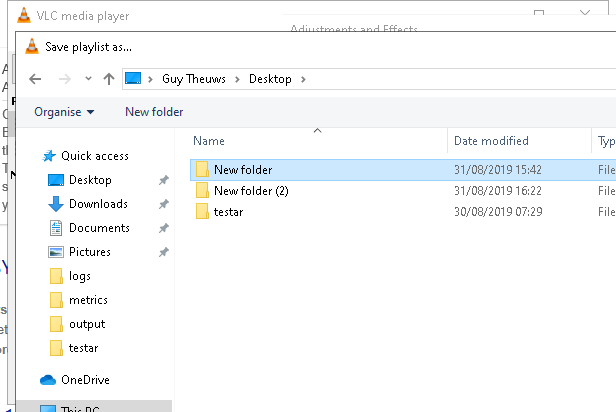 VLC media player
Adjustments and Effects
Save playlist as...
Guy Theuws > Desktop >
Organise New folder
Name Date modified Typ
Quick access
Desktop
Downloads
Documents
Pictures
logs
metrics
output
testar
OneDrive
This PC
New folder 31/08/2019 15:42 File
New folder (2) 31/08/2019 16:22 File
testar 30/08/2019 07:29 File